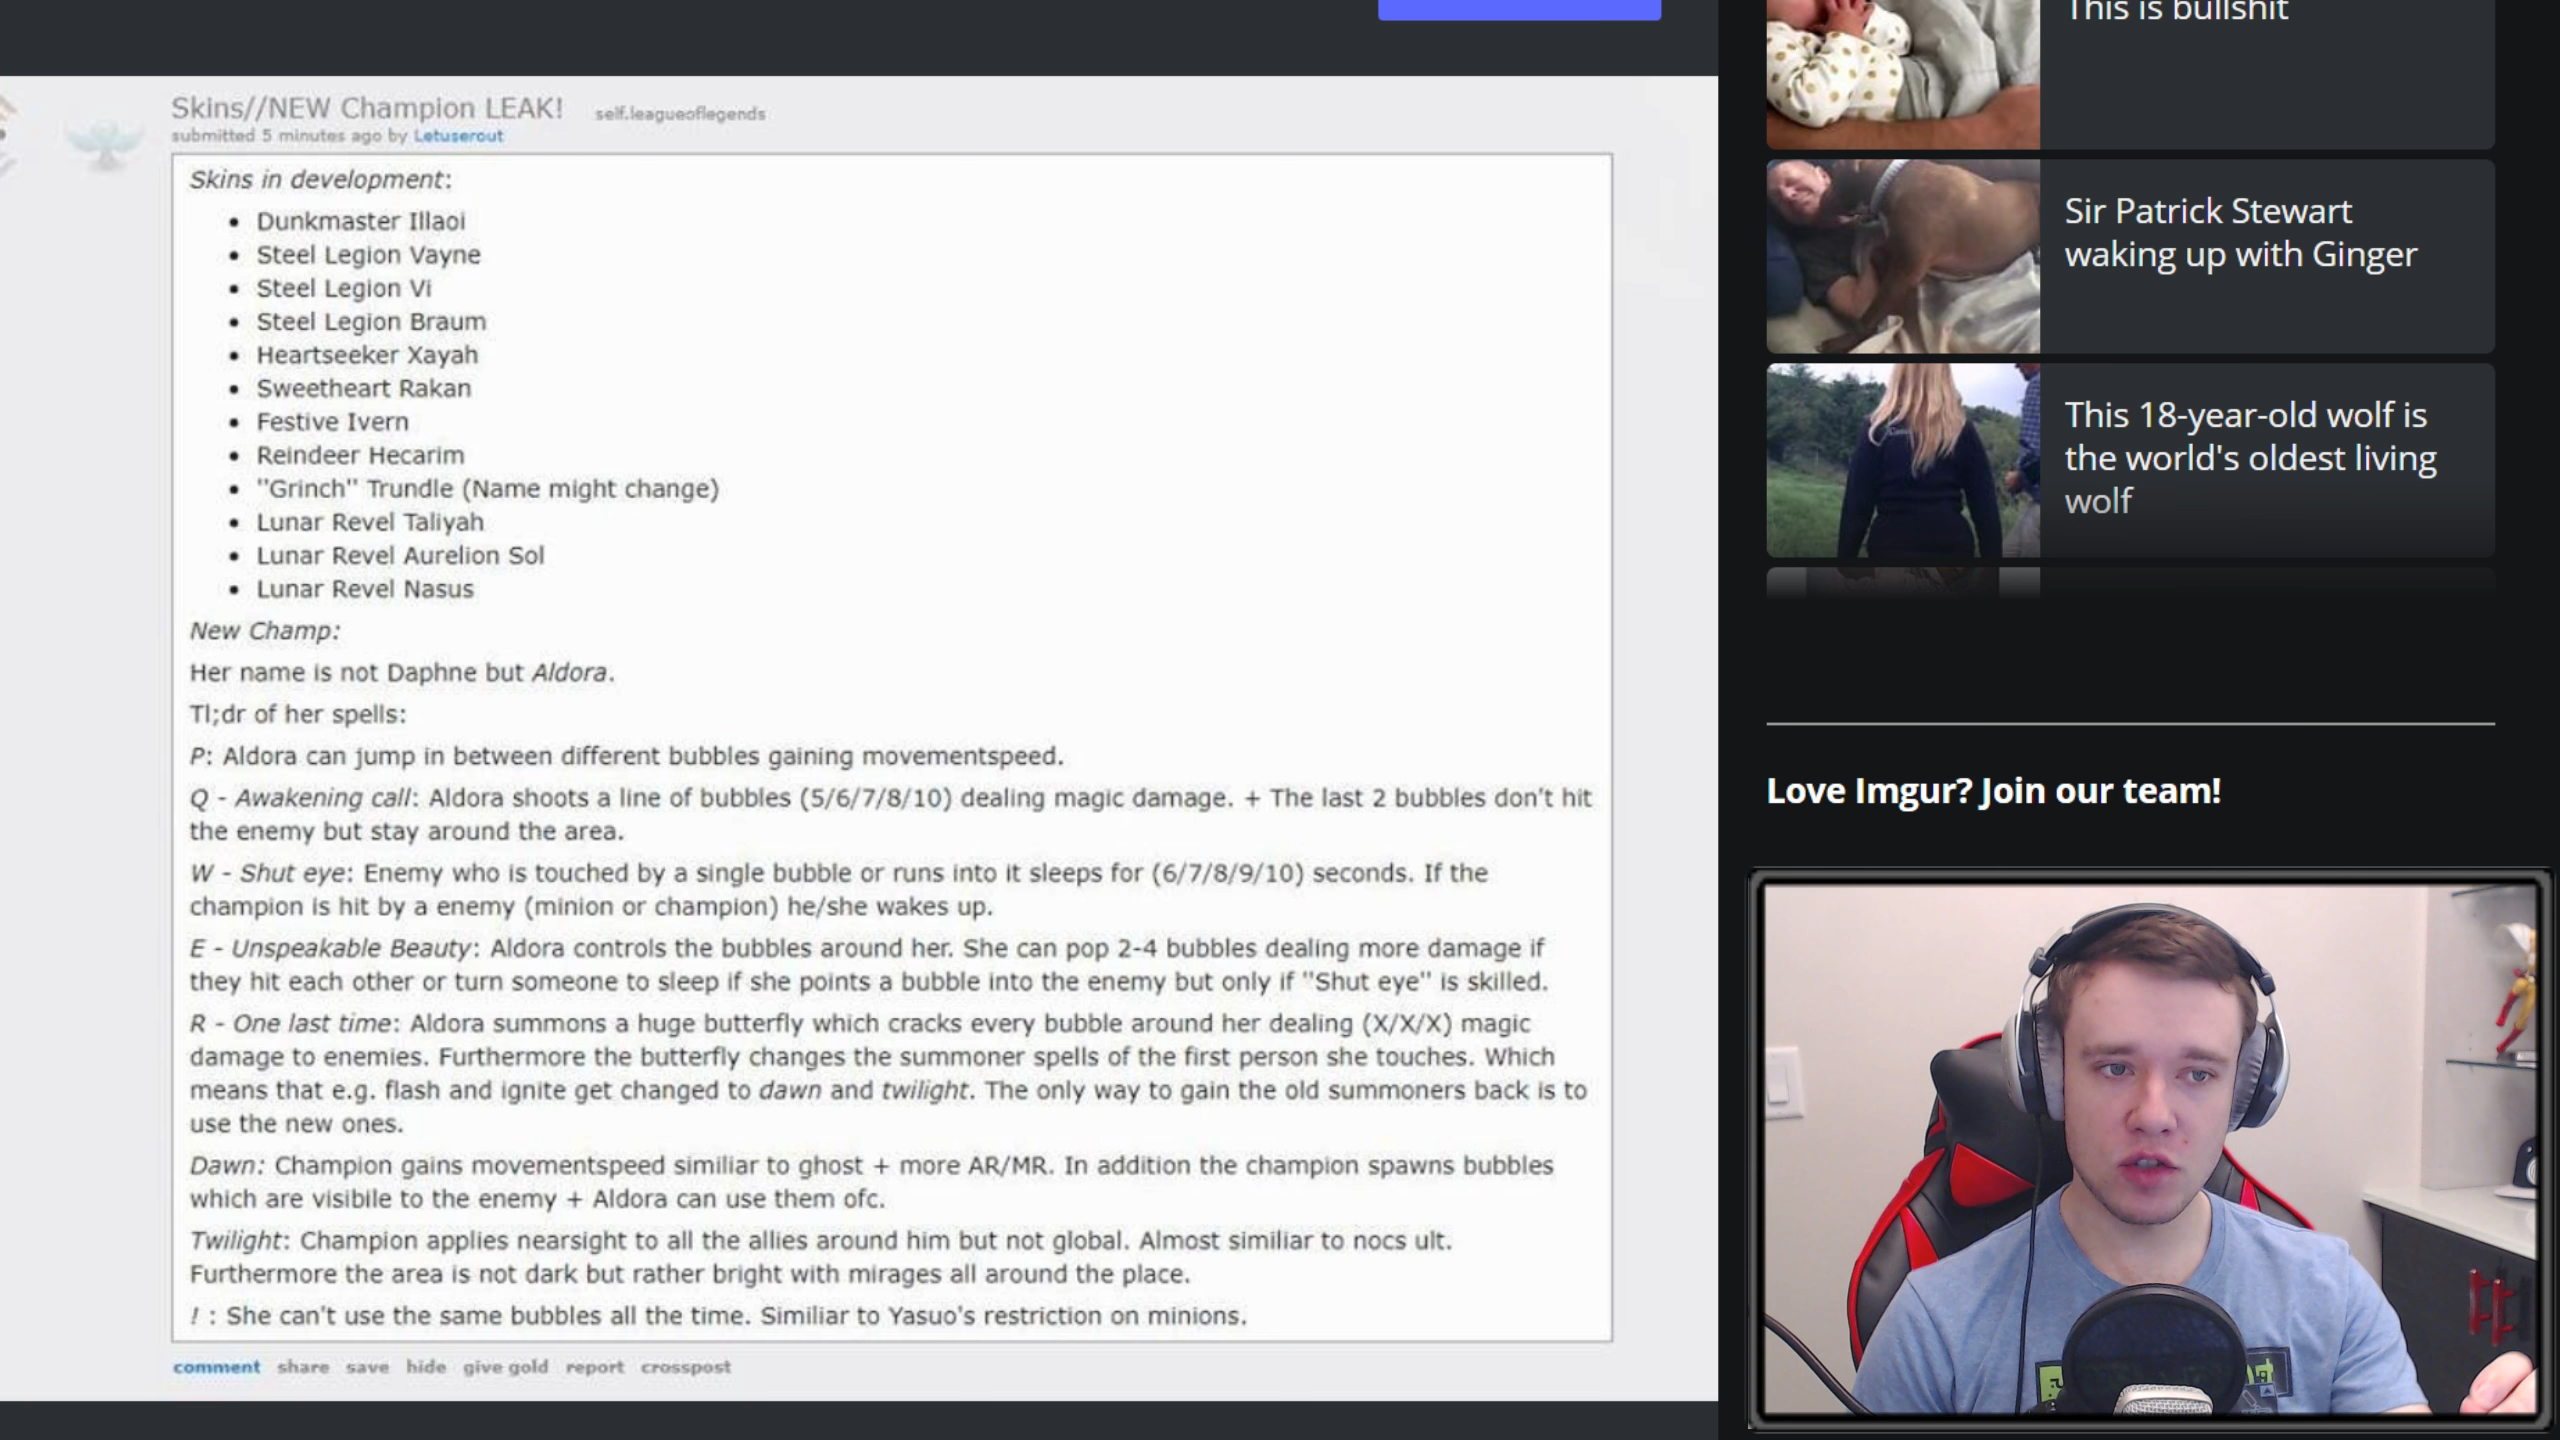 Skins//NEW Champion LEAK! self.leagueoflegends
submitted 5 minutes ago by Letuserout
Skins in development:
• Dunkmaster Illaoi
• Steel Legion Vayne
• Steel Legion Vi
• Steel Legion Braum
• Heartseeker Xayah
• Sweetheart Rakan
• Festive Ivern
• Reindeer Hecarim
• "Grinch" Trundle (Name might change)
• Lunar Revel Taliyah
• Lunar Revel Aurelion Sol
• Lunar Revel Nasus
New Champ:
Her name is not Daphne but Aldora.
Tl;dr of her spells:
P: Aldora can jump in between different bubbles gaining movementspeed.
Q - Awakening call: Aldora shoots a line of bubbles (5/6/7/8/10) dealing magic damage. + The last 2 bubbles don't hit
the enemy but stay around the area.
W - Shut eye: Enemy who is touched by a single bubble or runs into it sleeps for (6/7/8/9/10) seconds. If the
champion is hit by a enemy (minion or champion) he/she wakes up.
E - Unspeakable Beauty: Aldora controls the bubbles around her. She can pop 2-4 bubbles dealing more damage if
they hit each other or turn someone to sleep if she points a bubble into the enemy but only if "Shut eye" is skilled.
R - One last time: Aldora summons a huge butterfly which cracks every bubble around her dealing (X/X/X) magic
damage to enemies. Furthermore the butterfly changes the summoner spells of the first person she touches. Which
means that e.g. flash and ignite get changed to dawn and twilight. The only way to gain the old summoners back is to
use the new ones.
Dawn: Champion gains movementspeed similiar to ghost + more AR/MR. In addition the champion spawns bubbles
which are visibile to the enemy + Aldora can use them ofc.
Twilight: Champion applies nearsight to all the allies around him but not global. Almost similiar to nocs ult.
Furthermore the area is not dark but rather bright with mirages all around the place.
! : She can't use the same bubbles all the time. Similiar to Yasuo's restriction on minions.
comment share save hide give gold report crosspost
This is bullshit
Sir Patrick Stewart
waking up with Ginger
This 18-year-old wolf is
the world's oldest living
wolf
Love Imgur? Join our team!